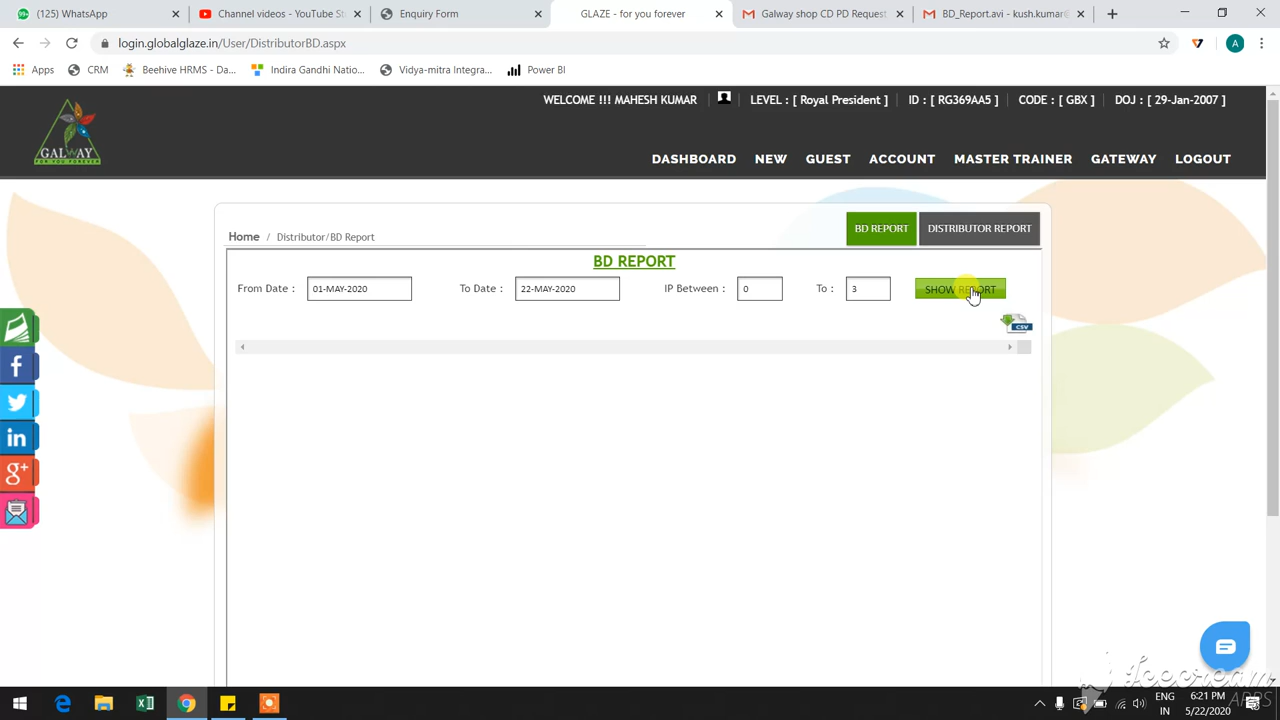 (125) WhatsApp
Channel videos - YouTube St
Enquiry Form
GLAZE - for you forever
Galway shop CD PD Request
BD_Report.avi - kush.kumar@
login.globalglaze.in/User/DistributorBD.aspx
A
Apps
CRM
Beehive HRMS - Da...
Indira Gandhi Natio...
Vidya-mitra Integra...
Power BI
WELCOME !!! MAHESH KUMAR
LEVEL : [ Royal President ]
ID : [ RG369AA5 ]
CODE : [ GBX ]
DOJ : [ 29-Jan-2007 ]
GALWAY
FOR YOU FOREVER
DASHBOARD
NEW
GUEST
ACCOUNT
MASTER TRAINER
GATEWAY
LOGOUT
Home / Distributor/BD Report
BD REPORT
DISTRIBUTOR REPORT
BD REPORT
From Date : 01-MAY-2020
To Date : 22-MAY-2020
IP Between : 0
To : 3
SHOW REPORT
CSV
Icecream
APPS
ENG
IN
6:21 PM
5/22/2020